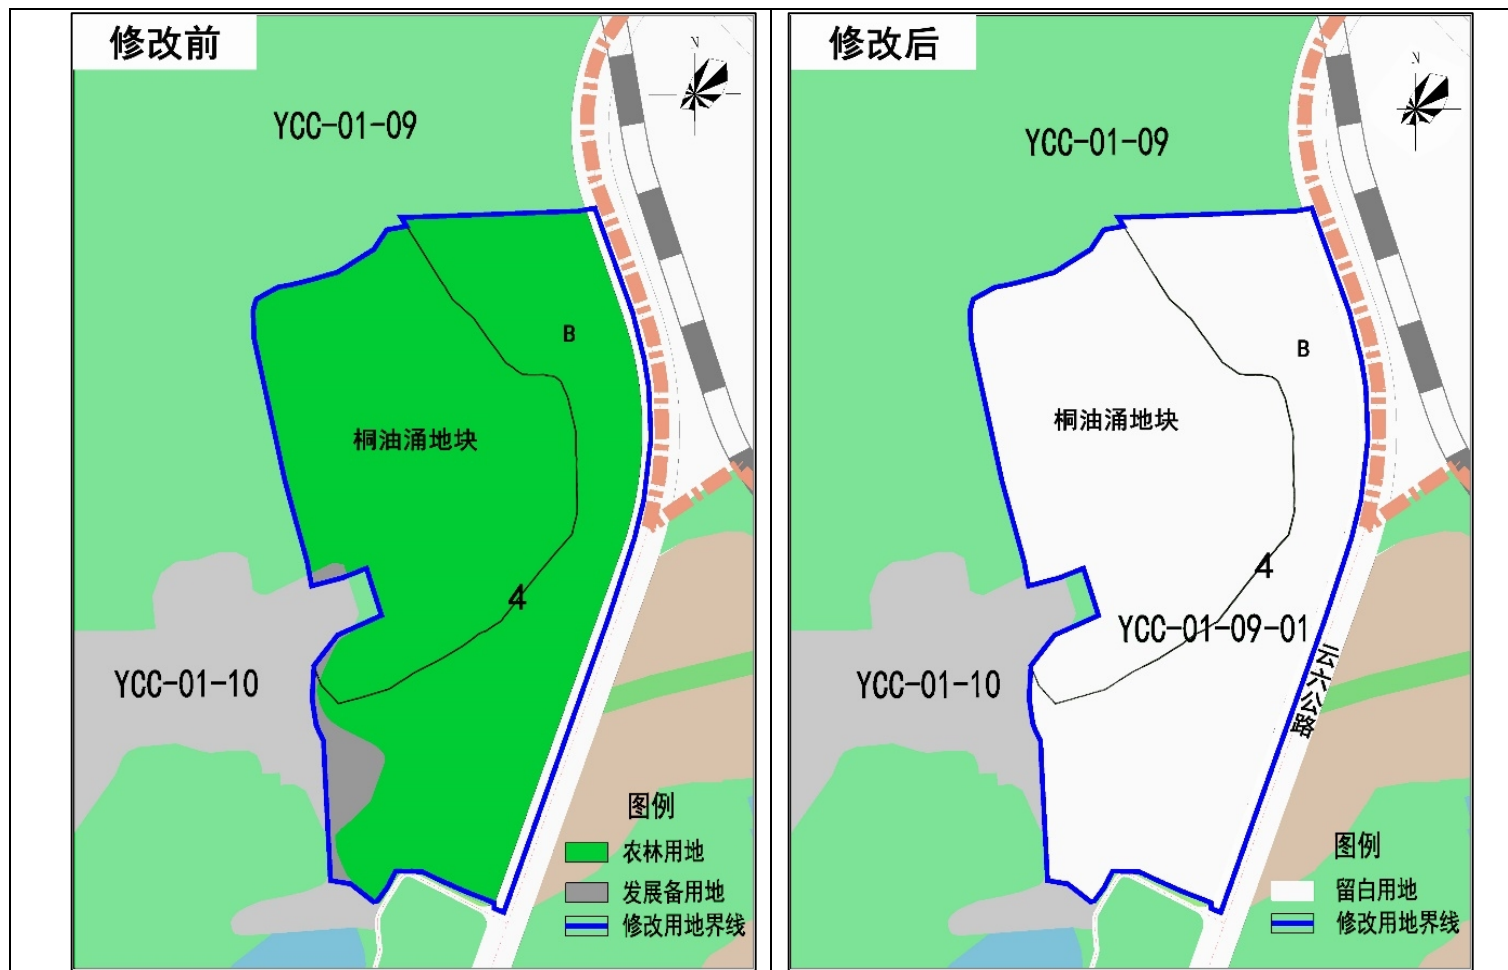 修改前
N
YCC-01-09
B
桐油涌地块
4
YCC-01-10
图例
农林用地
发展备用地
修改用地界线
修改后
N
YCC-01-09
B
桐油涌地块
4
YCC-01-09-01
YCC-01-10
云六公路
图例
留白用地
修改用地界线